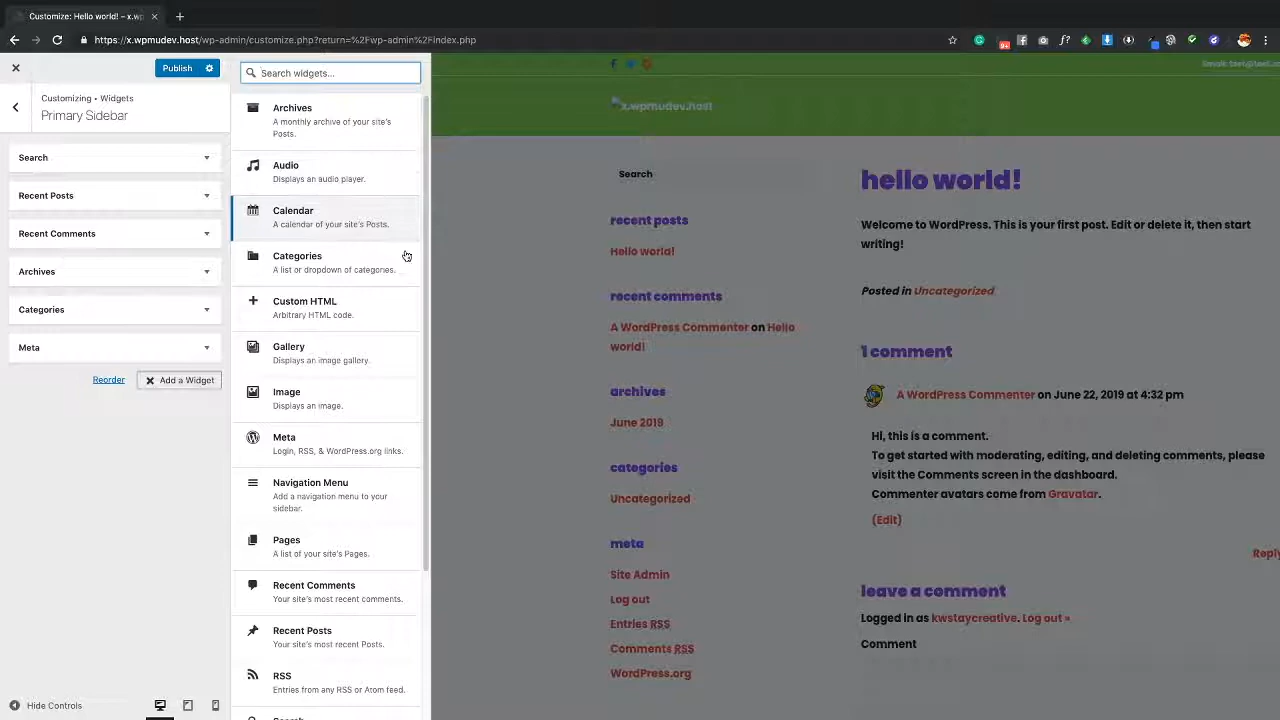 Customizing: Hello world! – x.wp
https://x.wpmudev.host/wp-admin/customize.php?return=%2Fwp-admin%2Findex.php
Publish
Customizing • Widgets
Primary Sidebar
Search
Recent Posts
Recent Comments
Archives
Categories
Meta
Reorder
Add a Widget
Hide Controls
Search widgets...
Archives
A monthly archive of your site's
Posts.
Audio
Displays an audio player.
Calendar
A calendar of your site's Posts.
Categories
A list or dropdown of categories.
Custom HTML
Arbitrary HTML code.
Gallery
Displays an image gallery.
Image
Displays an image.
Meta
Login, RSS, & WordPress.org links.
Navigation Menu
Add a navigation menu to your
sidebar.
Pages
A list of your site's Pages.
Recent Comments
Your site's most recent comments.
Recent Posts
Your site's most recent Posts.
RSS
Entries from any RSS or Atom feed.
Search
x.wpmudev.host
Search
recent posts
Hello world!
recent comments
A WordPress Commenter on Hello
world!
archives
June 2019
categories
Uncategorized
meta
Site Admin
Log out
Entries RSS
Comments RSS
WordPress.org
hello world!
Welcome to WordPress. This is your first post. Edit or delete it, then start
writing!
Posted in Uncategorized
1 comment
A WordPress Commenter on June 22, 2019 at 4:32 pm
Hi, this is a comment.
To get started with moderating, editing, and deleting comments, please
visit the Comments screen in the dashboard.
Commenter avatars come from Gravatar.
(Edit)
Reply
leave a comment
Logged in as kwstaycreative. Log out »
Comment